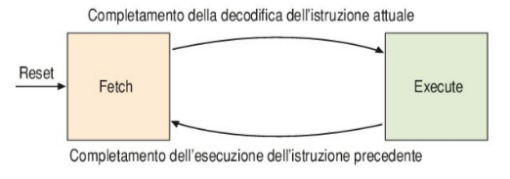 Completamento della decodifica dell'istruzione attuale
Reset
Fetch
Execute
Completamento dell'esecuzione dell'istruzione precedente